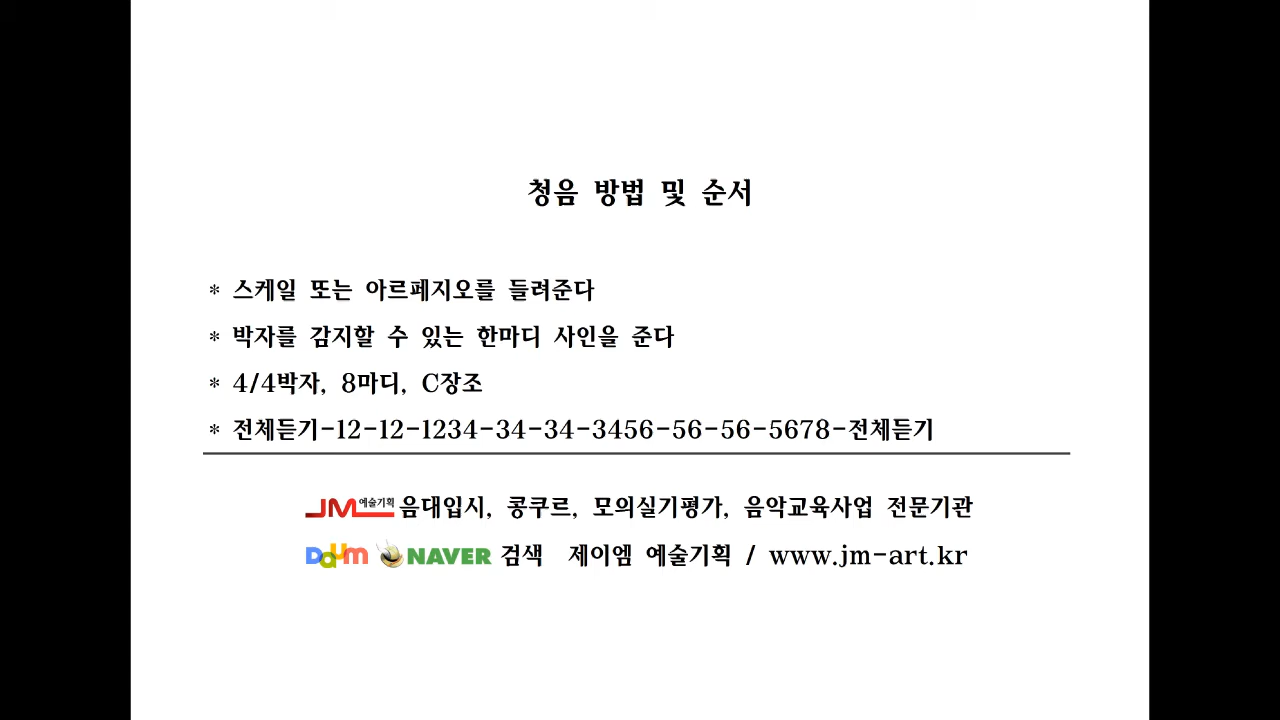 청음 방법 및 순서
* 스케일 또는 아르페지오를 들려준다
* 박자를 감지할 수 있는 한마디 사인을 준다
* 4/4박자, 8마디, C장조
* 전체듣기-12-12-1234-34-34-3456-56-56-5678-전체듣기
JM예술기획 음대입시, 콩쿠르, 모의실기평가, 음악교육사업 전문기관
Daum NAVER 검색 제이엠 예술기획 / www.jm-art.kr